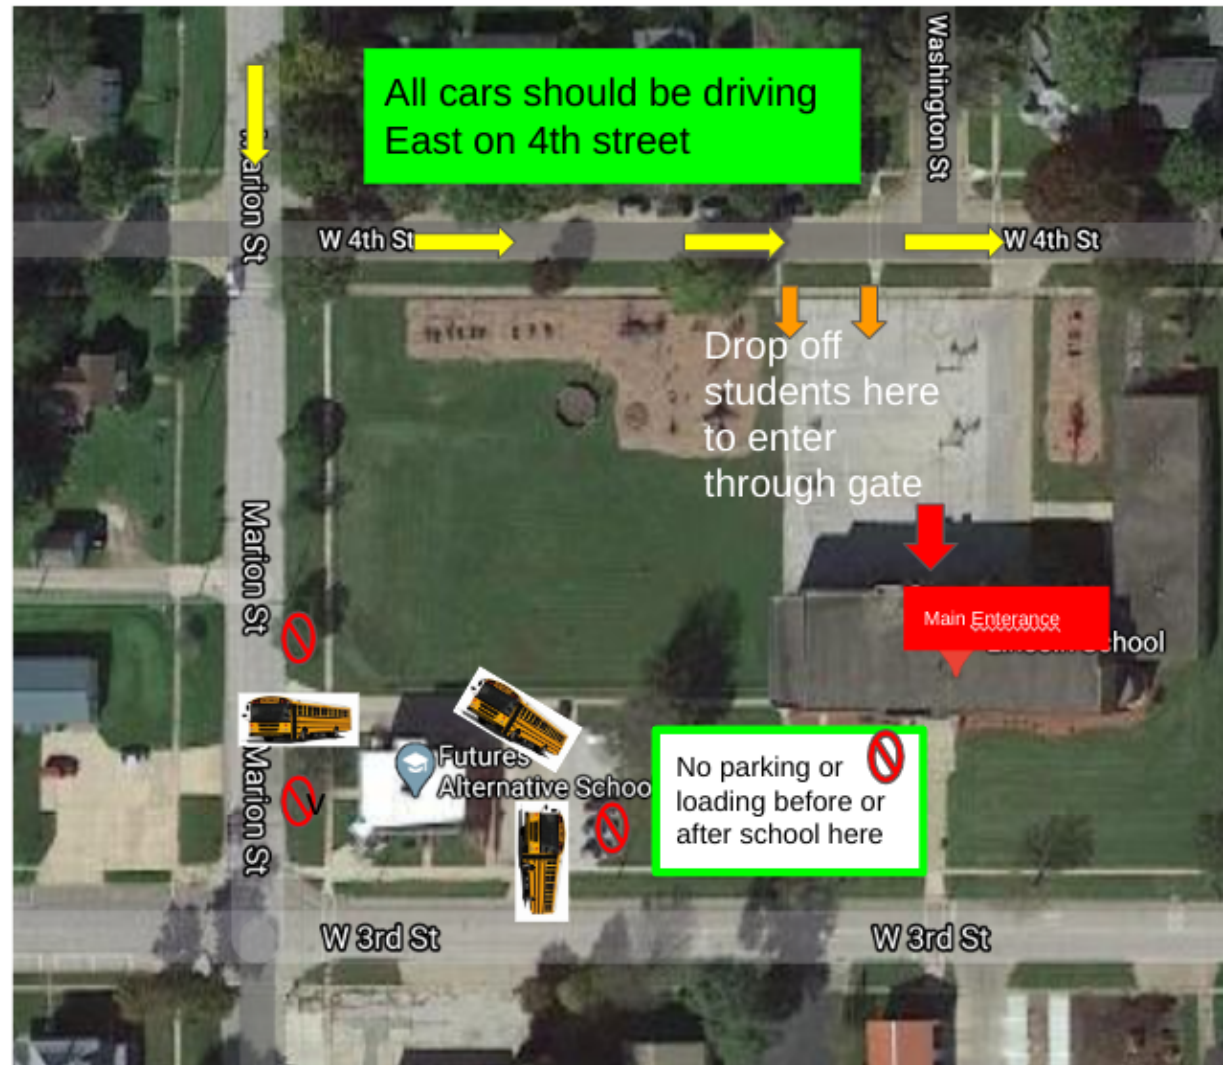 All cars should be driving
East on 4th street
Washington St
Marion St
W 4th St
W 4th St
Drop off
students here
to enter
through gate
Marion St
Main Enterance
School
Futures
Alternative Schoo
No parking or
loading before or
after school here
Marion St
V
W 3rd St
W 3rd St